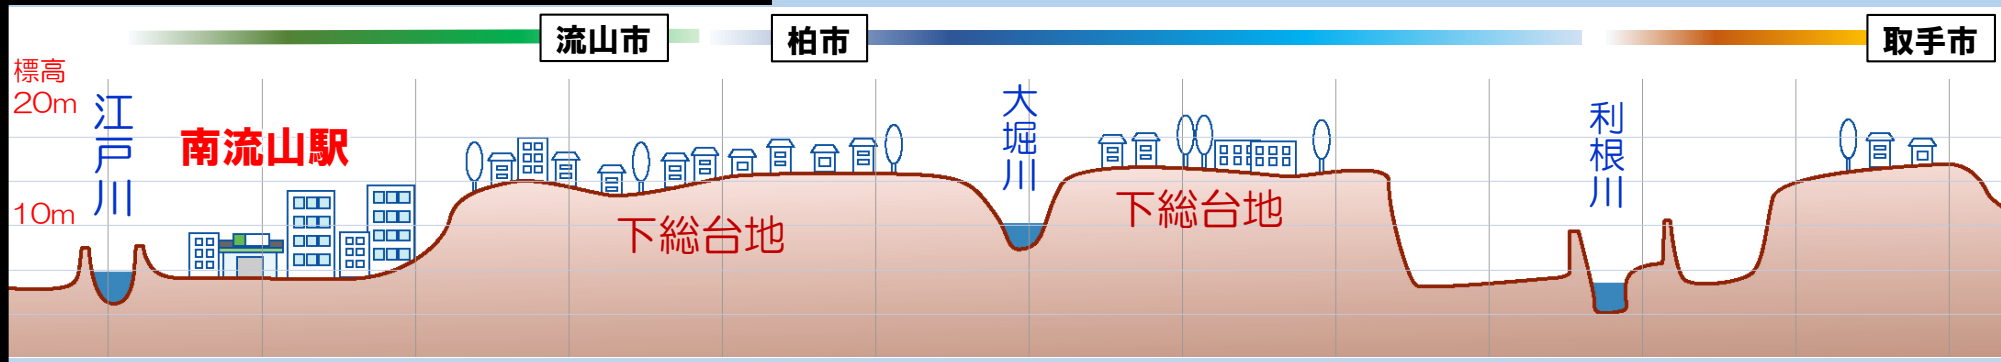 流山市
柏市
取手市
標高
20m
江戸川
南流山駅
大堀川
利根川
10m
下総台地
下総台地